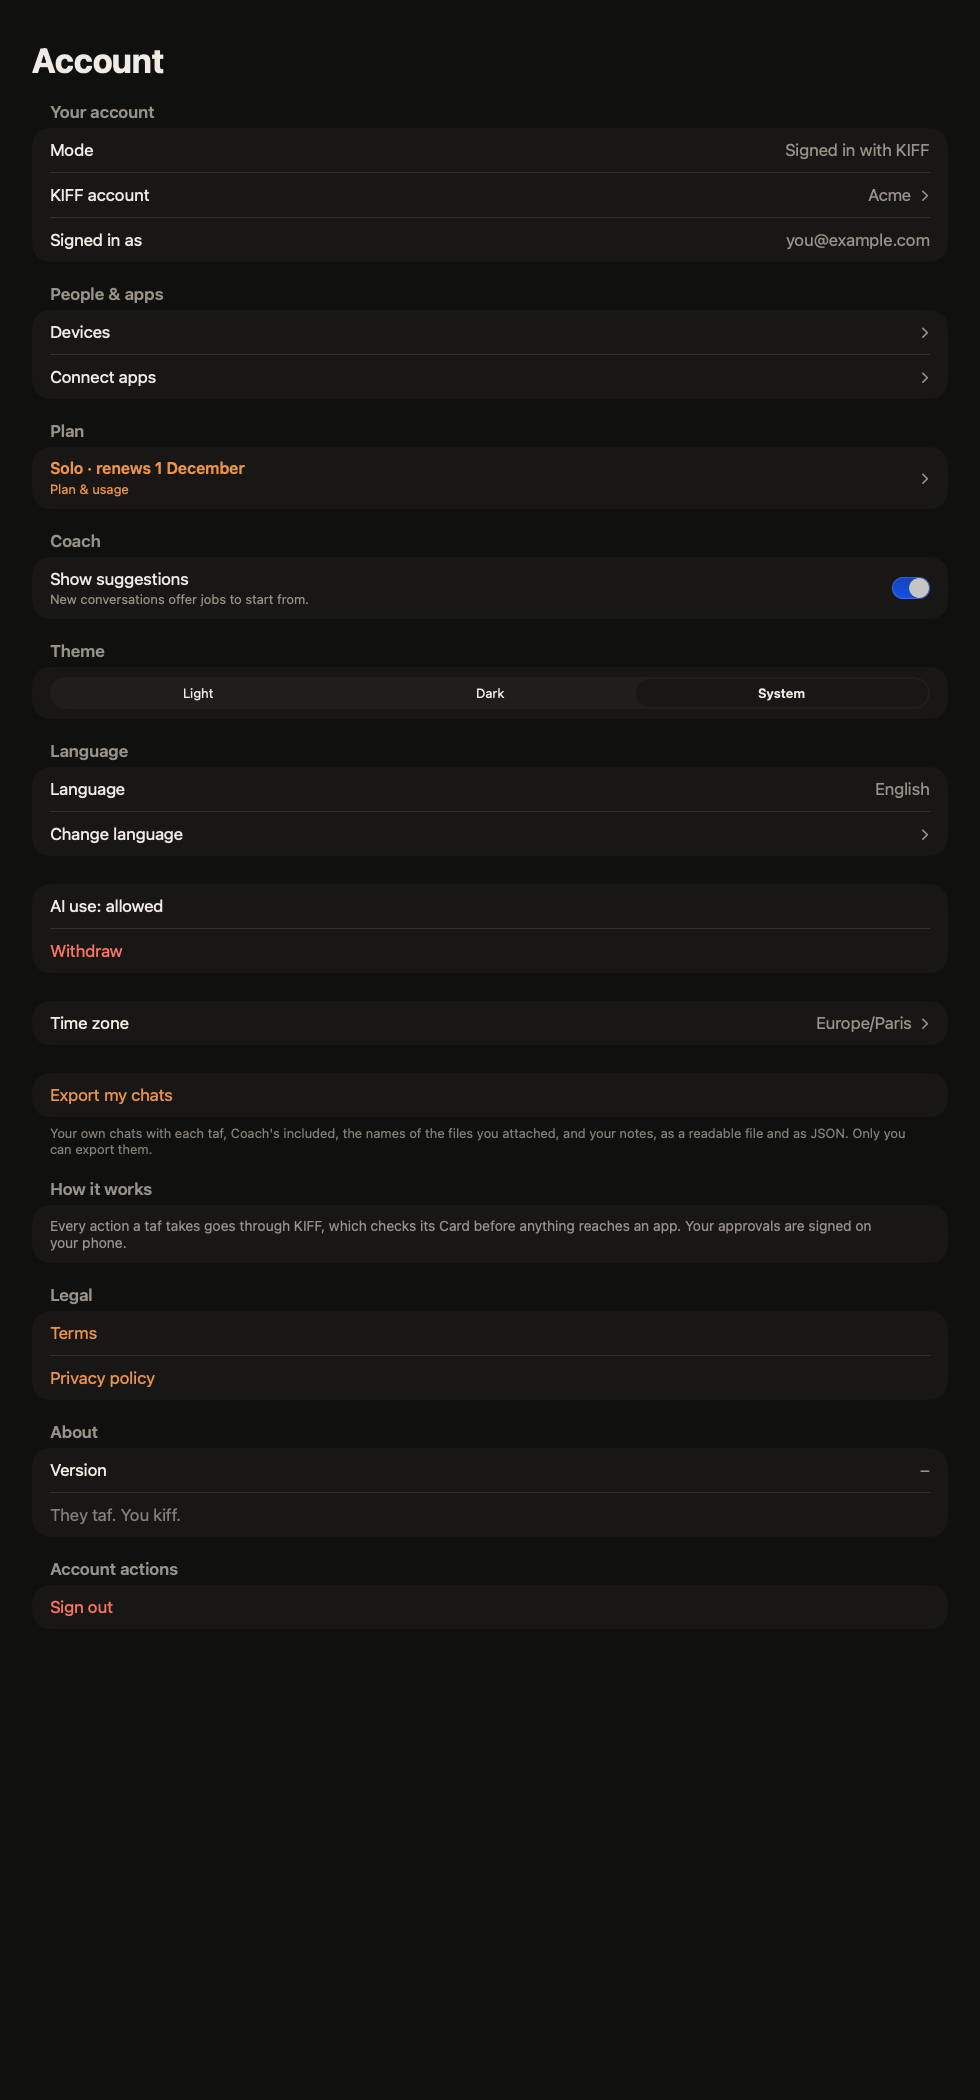 Account
Your account
Mode
Signed in with KIFF
KIFF account
Acme
Signed in as
you@example.com
People & apps
Devices
Connect apps
Plan
Solo · renews 1 December
Plan & usage
Coach
Show suggestions
New conversations offer jobs to start from.
Theme
Light
Dark
System
Language
Language
English
Change language
AI use: allowed
Withdraw
Time zone
Europe/Paris
Export my chats
Your own chats with each taf, Coach's included, the names of the files you attached, and your notes, as a readable file and as JSON. Only you
can export them.
How it works
Every action a taf takes goes through KIFF, which checks its Card before anything reaches an app. Your approvals are signed on
your phone.
Legal
Terms
Privacy policy
About
Version
–
They taf. You kiff.
Account actions
Sign out